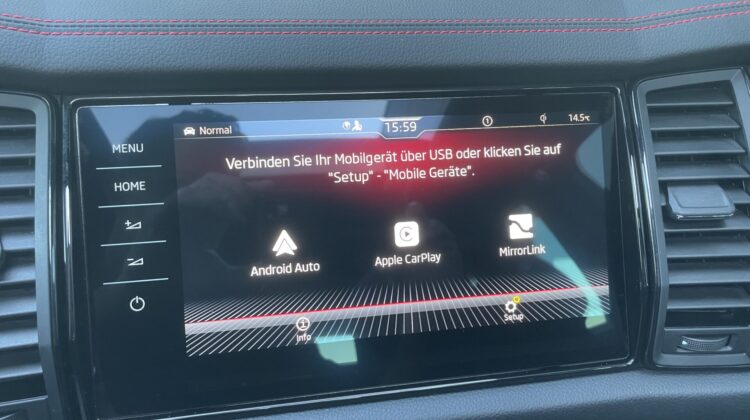 Normal
15:59
1
14.5℃
MENU
HOME
Verbinden Sie Ihr Mobilgerät über USB oder klicken Sie auf
"Setup" - "Mobile Geräte".
Android Auto
Apple CarPlay
MirrorLink
Info
Setup